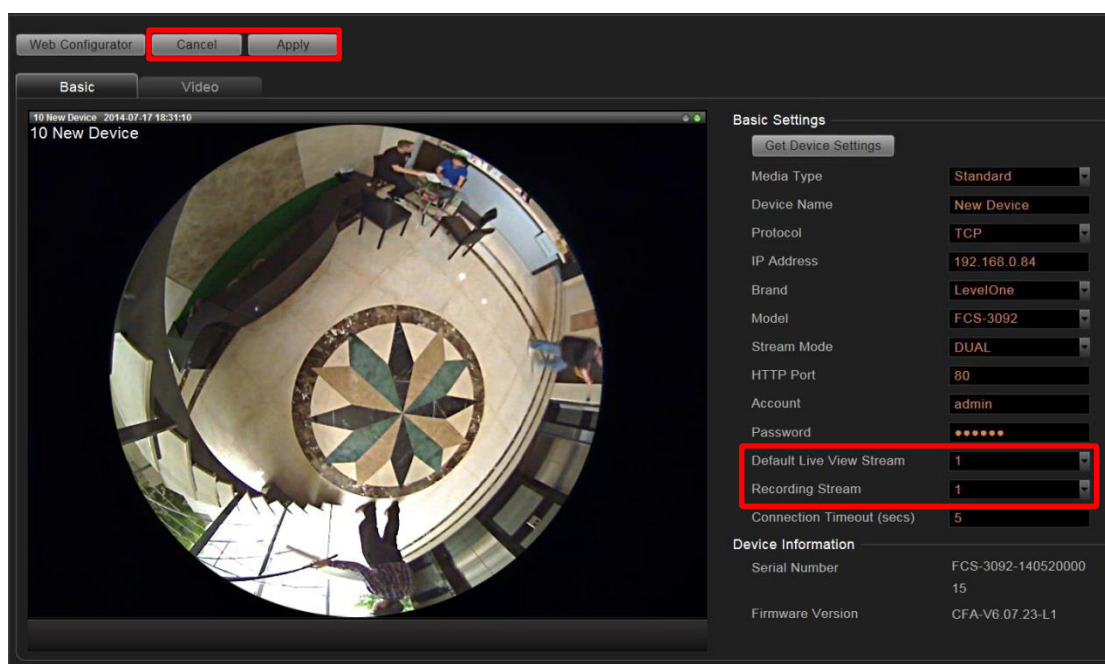 Web Configurator Cancel Apply
Basic Video
10 New Device 2014-07-17 18:31:10
10 New Device
Basic Settings
Get Device Settings
Media Type Standard
Device Name New Device
Protocol TCP
IP Address 192.168.0.84
Brand LevelOne
Model FCS-3092
Stream Mode DUAL
HTTP Port 80
Account admin
Password ●●●●●●
Default Live View Stream 1
Recording Stream 1
Connection Timeout (secs) 5
Device Information
Serial Number FCS-3092-140520000
15
Firmware Version CFA-V6.07.23-L1